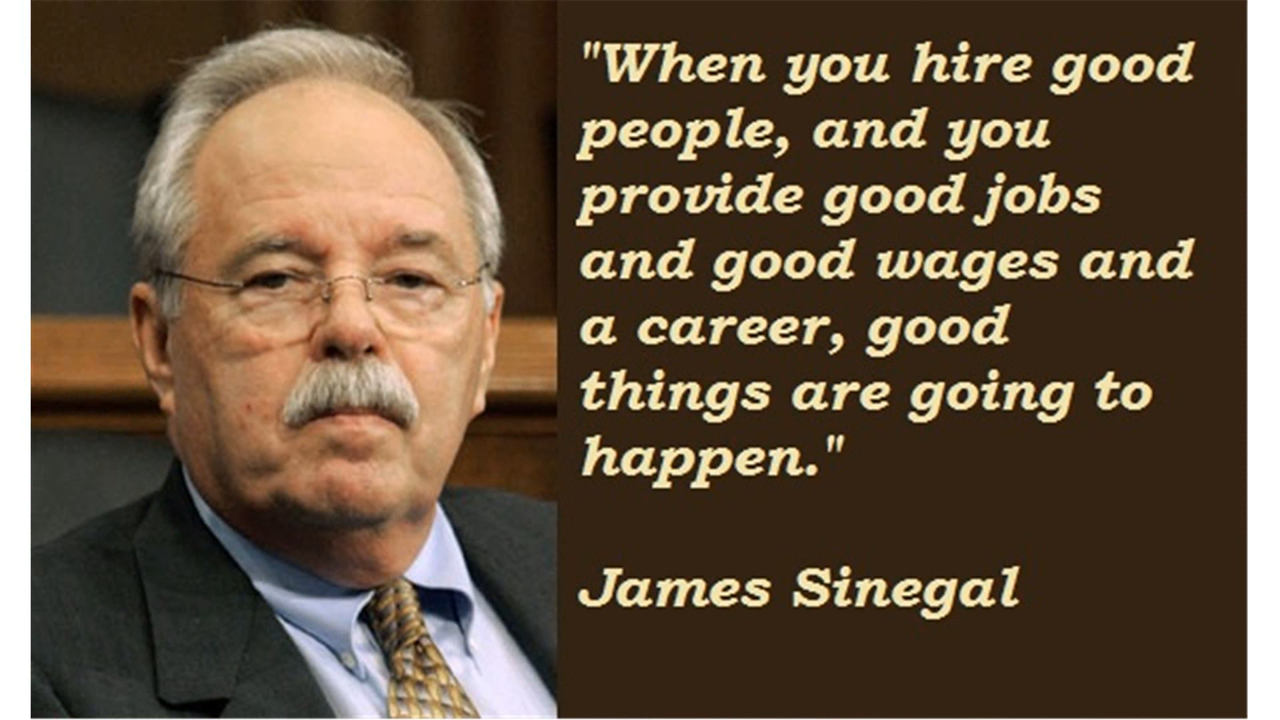 "When you hire good
people, and you
provide good jobs
and good wages and
a career, good
things are going to
happen."
James Sinegal